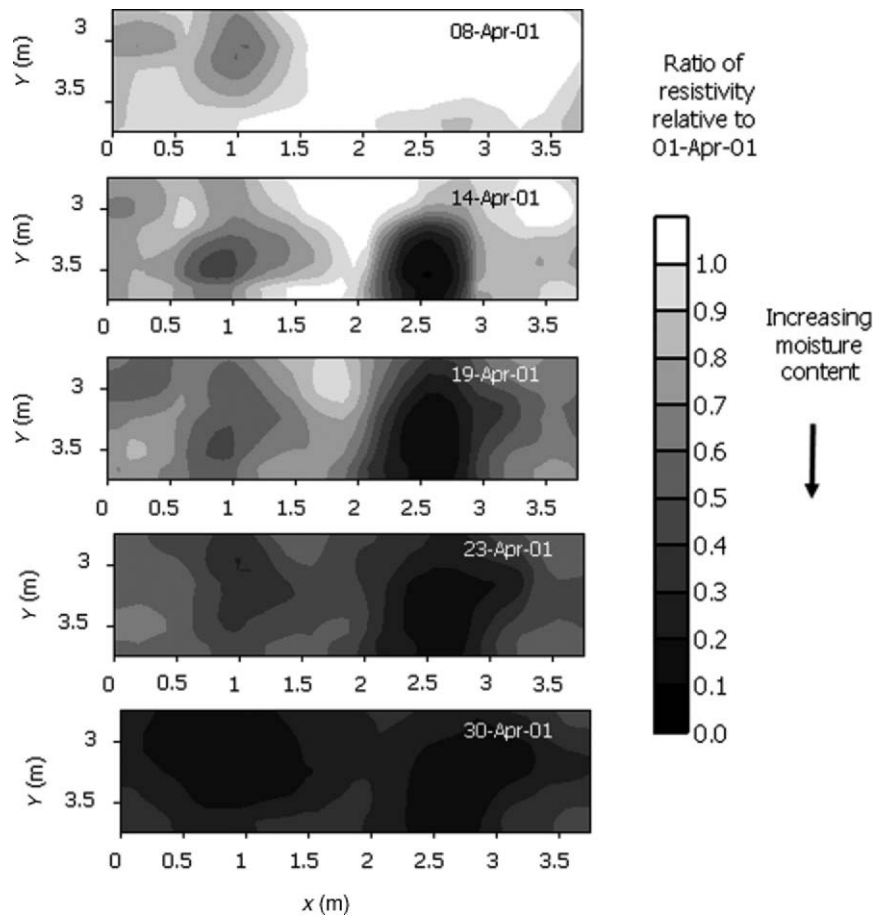 08-Apr-01
Y (m)
3
3.5
0 0.5 1 1.5 2 2.5 3 3.5
14-Apr-01
Y (m)
3
3.5
0 0.5 1 1.5 2 2.5 3 3.5
19-Apr-01
Y (m)
3
3.5
0 0.5 1 1.5 2 2.5 3 3.5
23-Apr-01
Y (m)
3
3.5
0 0.5 1 1.5 2 2.5 3 3.5
30-Apr-01
Y (m)
3
3.5
0 0.5 1 1.5 2 2.5 3 3.5
x (m)
Ratio of
resistivity
relative to
01-Apr-01
1.0
0.9
0.8
0.7
0.6
0.5
0.4
0.3
0.2
0.1
0.0
Increasing
moisture
content